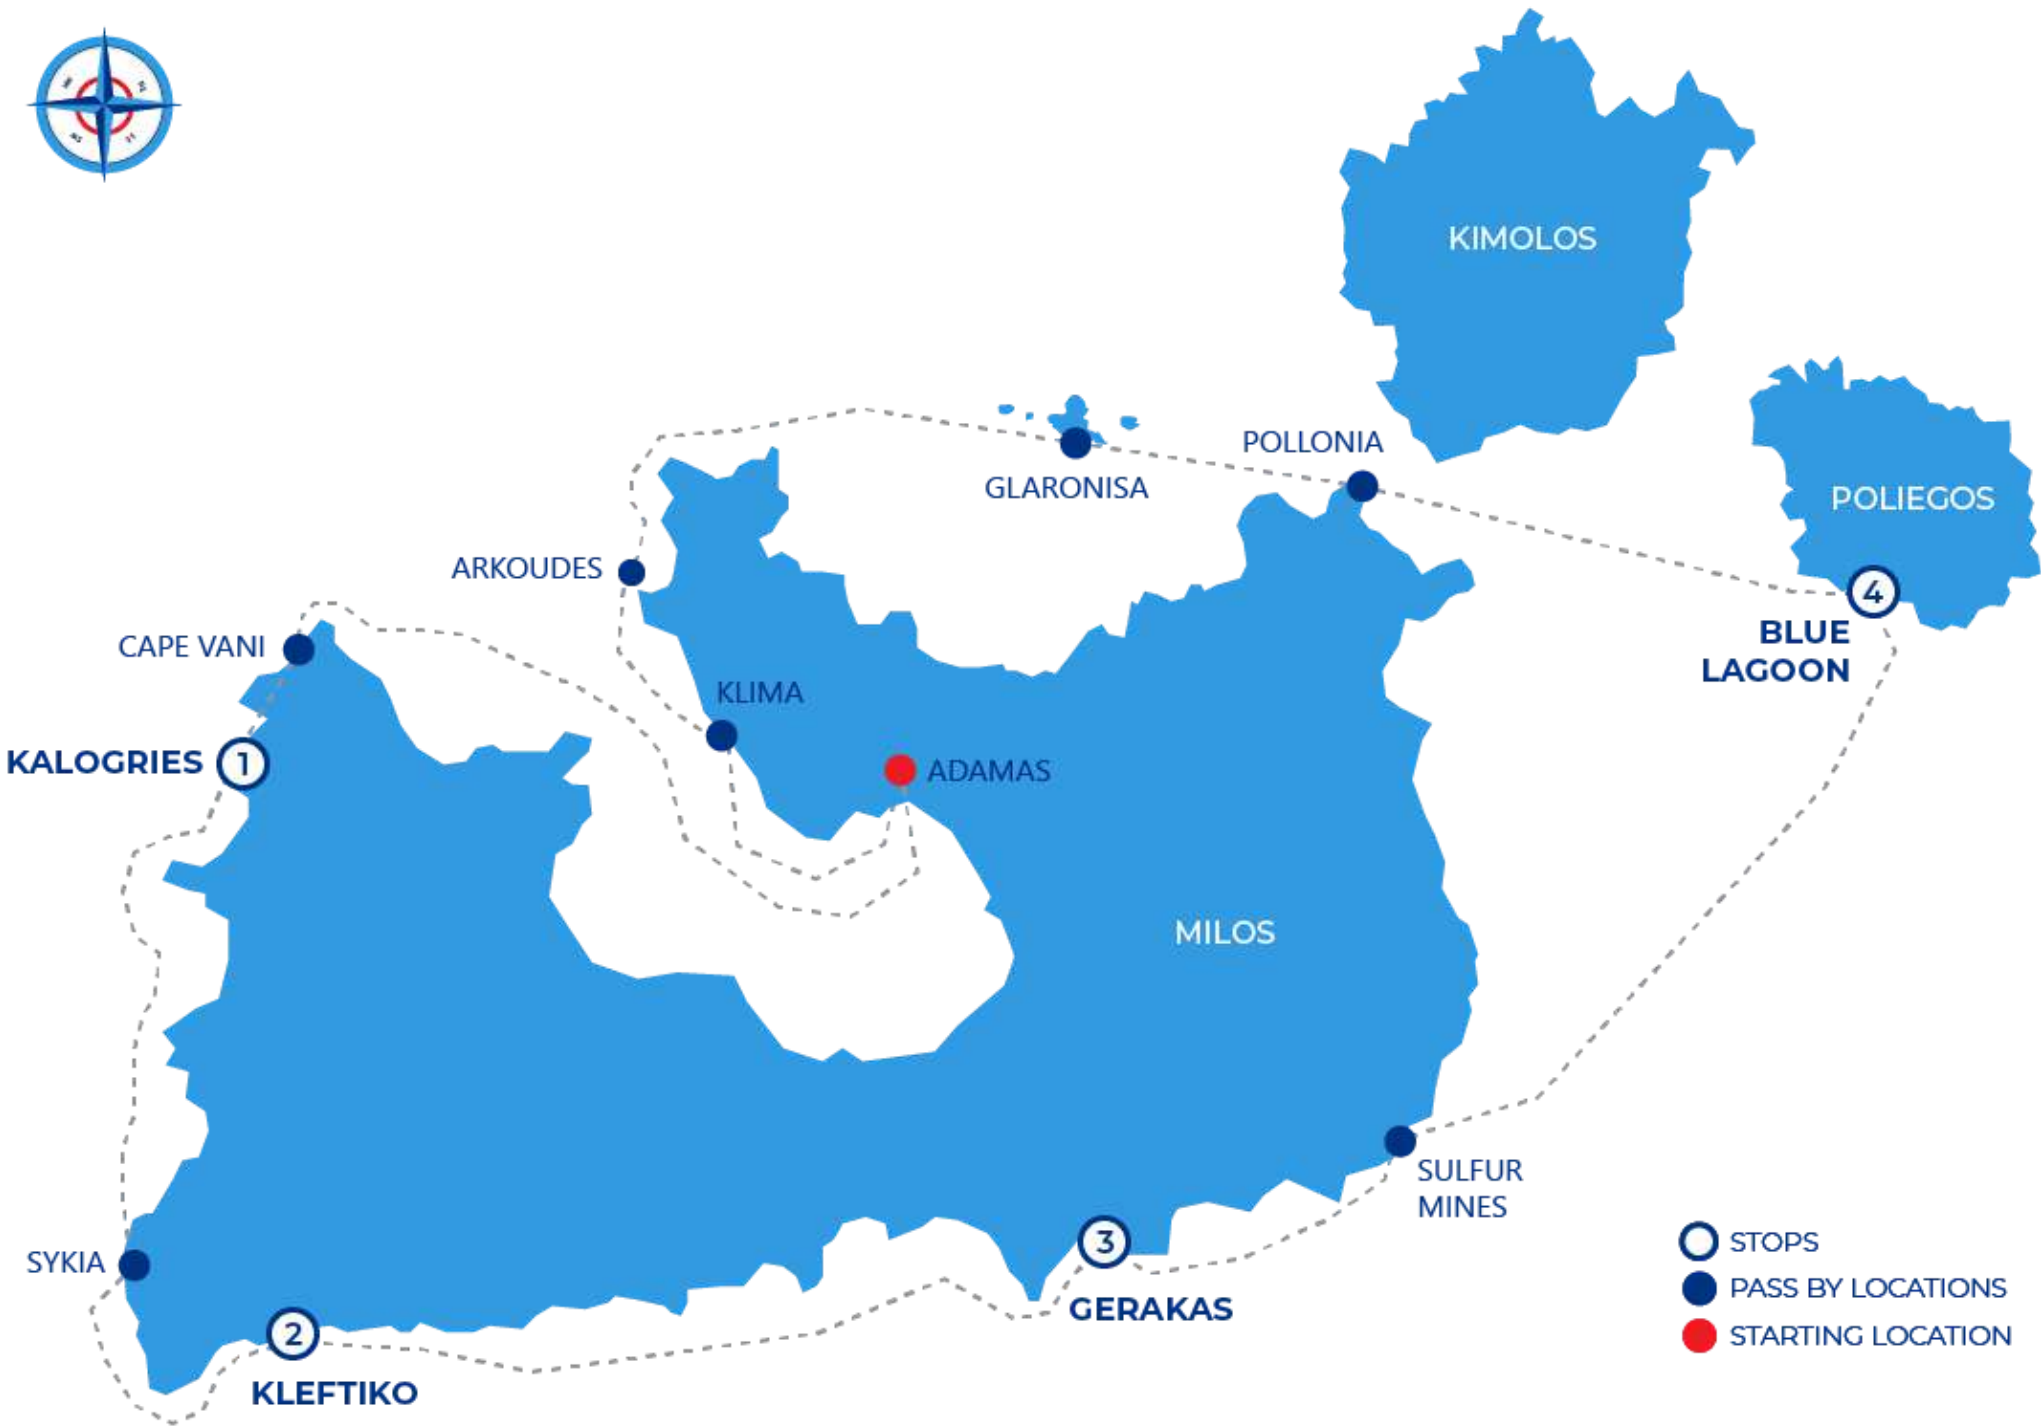 KIMOLOS
POLLONIA
GLARONISA
POLIEGOS
ARKOUDES
4
BLUE
LAGOON
CAPE VANI
KLIMA
KALOGRIES
1
ADAMAS
MILOS
SULFUR
MINES
3
GERAKAS
SYKIA
2
KLEFTIKO
STOPS
PASS BY LOCATIONS
STARTING LOCATION